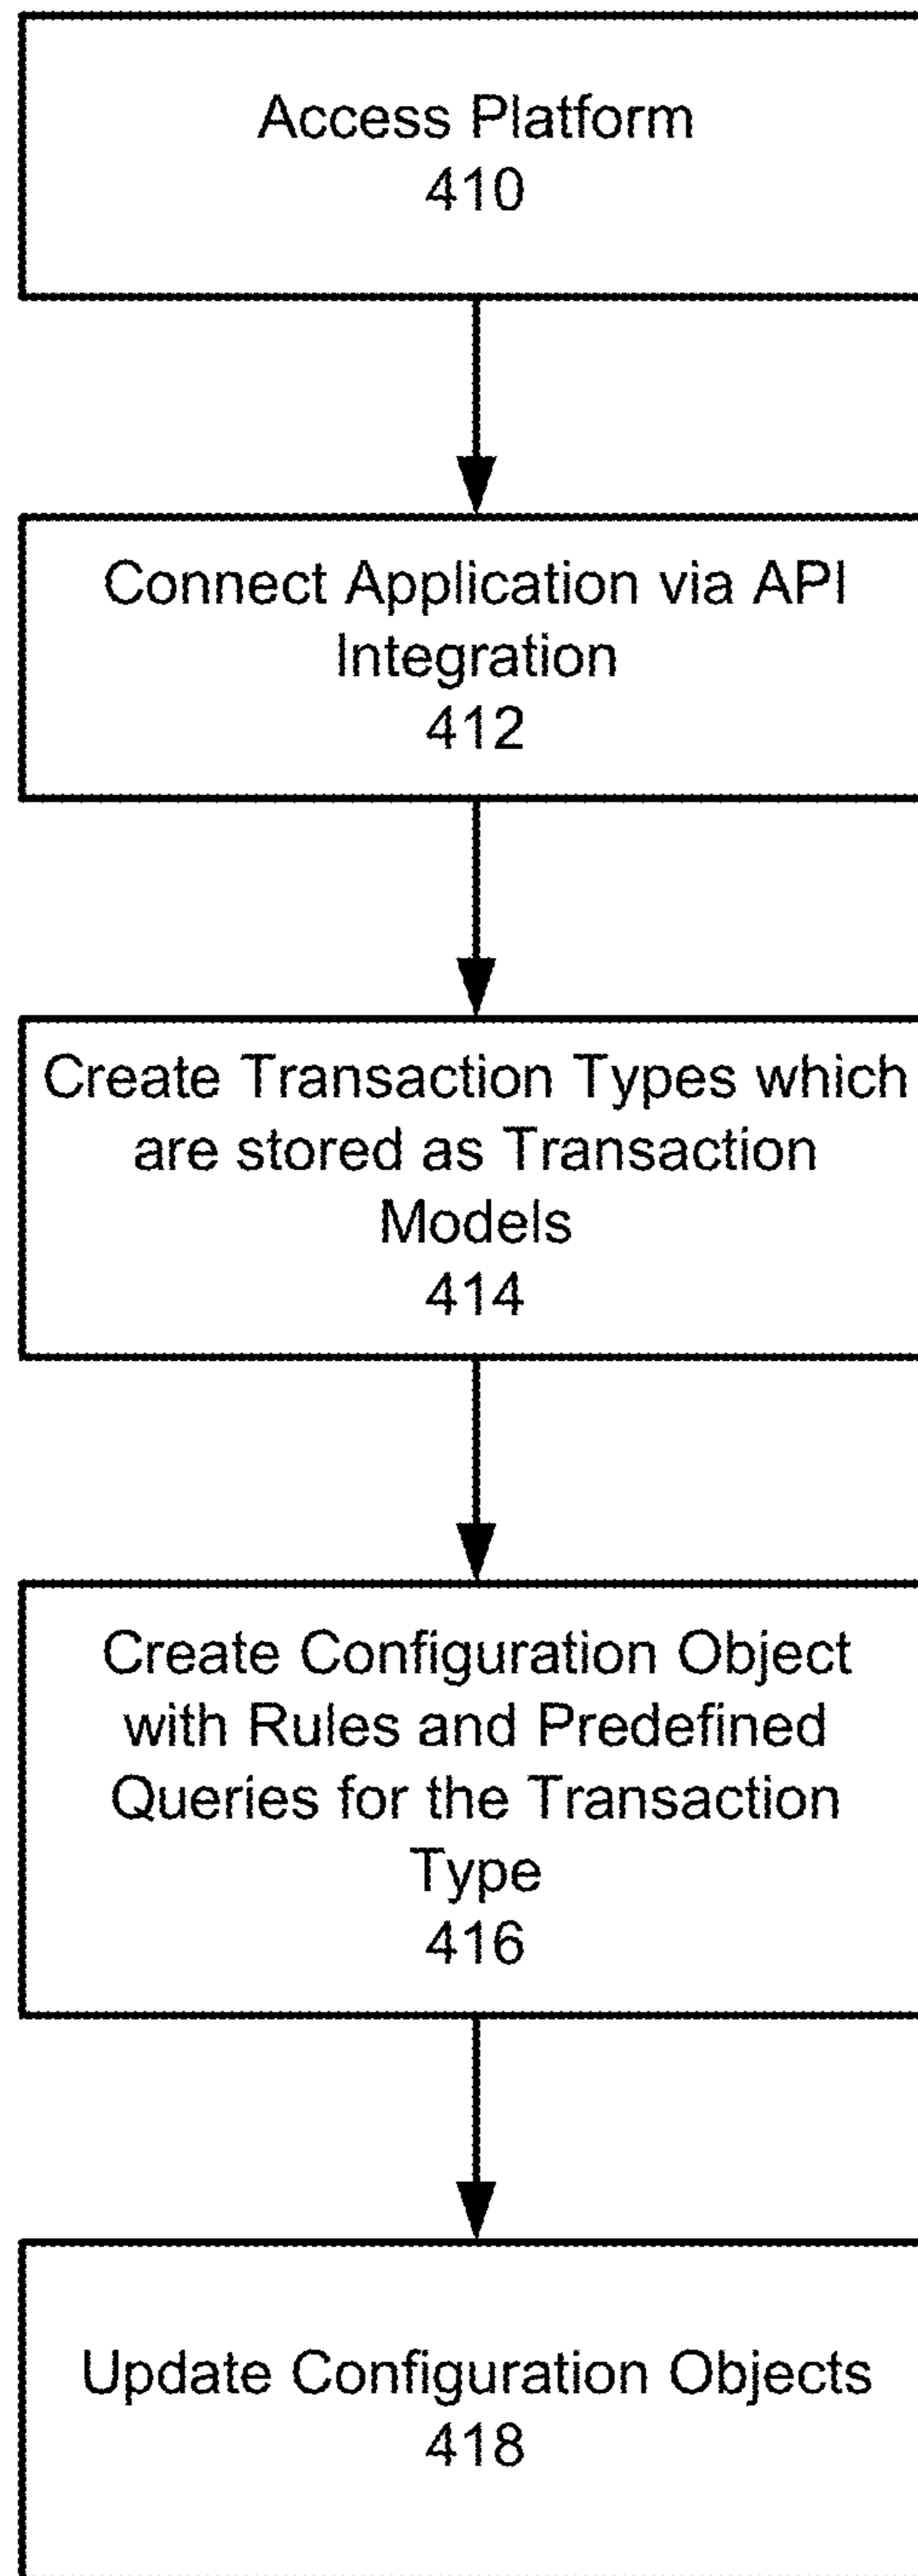 Access Platform
410
Connect Application via API
Integration
412
Create Transaction Types which
are stored as Transaction
Models
414
Create Configuration Object
with Rules and Predefined
Queries for the Transaction
Type
416
Update Configuration Objects
418